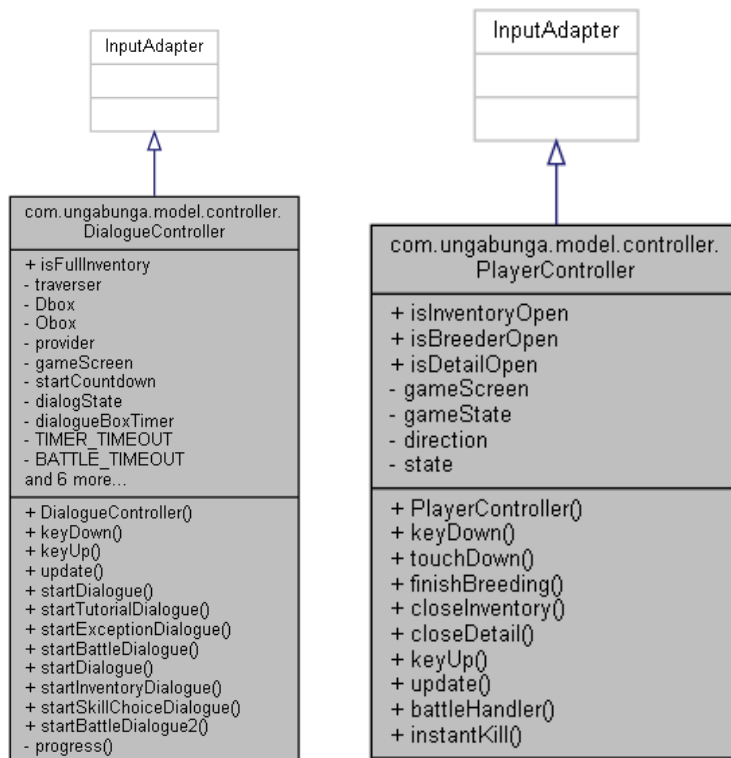 InputAdapter
com.ungabunga.model.controller.
DialogueController
+ isFullInventory
- traverser
- Dbox
- Obox
- provider
- gameScreen
- startCountdown
- dialogState
- dialogueBoxTimer
- TIMER_TIMEOUT
- BATTLE_TIMEOUT
and 6 more...
+ DialogueController()
+ keyDown()
+ keyUp()
+ update()
+ startDialogue()
+ startTutorialDialogue()
+ startExceptionDialogue()
+ startBattleDialogue()
+ startDialogue()
+ startInventoryDialogue()
+ startSkillChoiceDialogue()
+ startBattleDialogue2()
- progress()
InputAdapter
com.ungabunga.model.controller.
PlayerController
+ isInventoryOpen
+ isBreederOpen
+ isDetailOpen
- gameScreen
- gameState
- direction
- state
+ PlayerController()
+ keyDown()
+ touchDown()
+ finishBreeding()
+ closeInventory()
+ closeDetail()
+ keyUp()
+ update()
+ battleHandler()
+ instantKill()